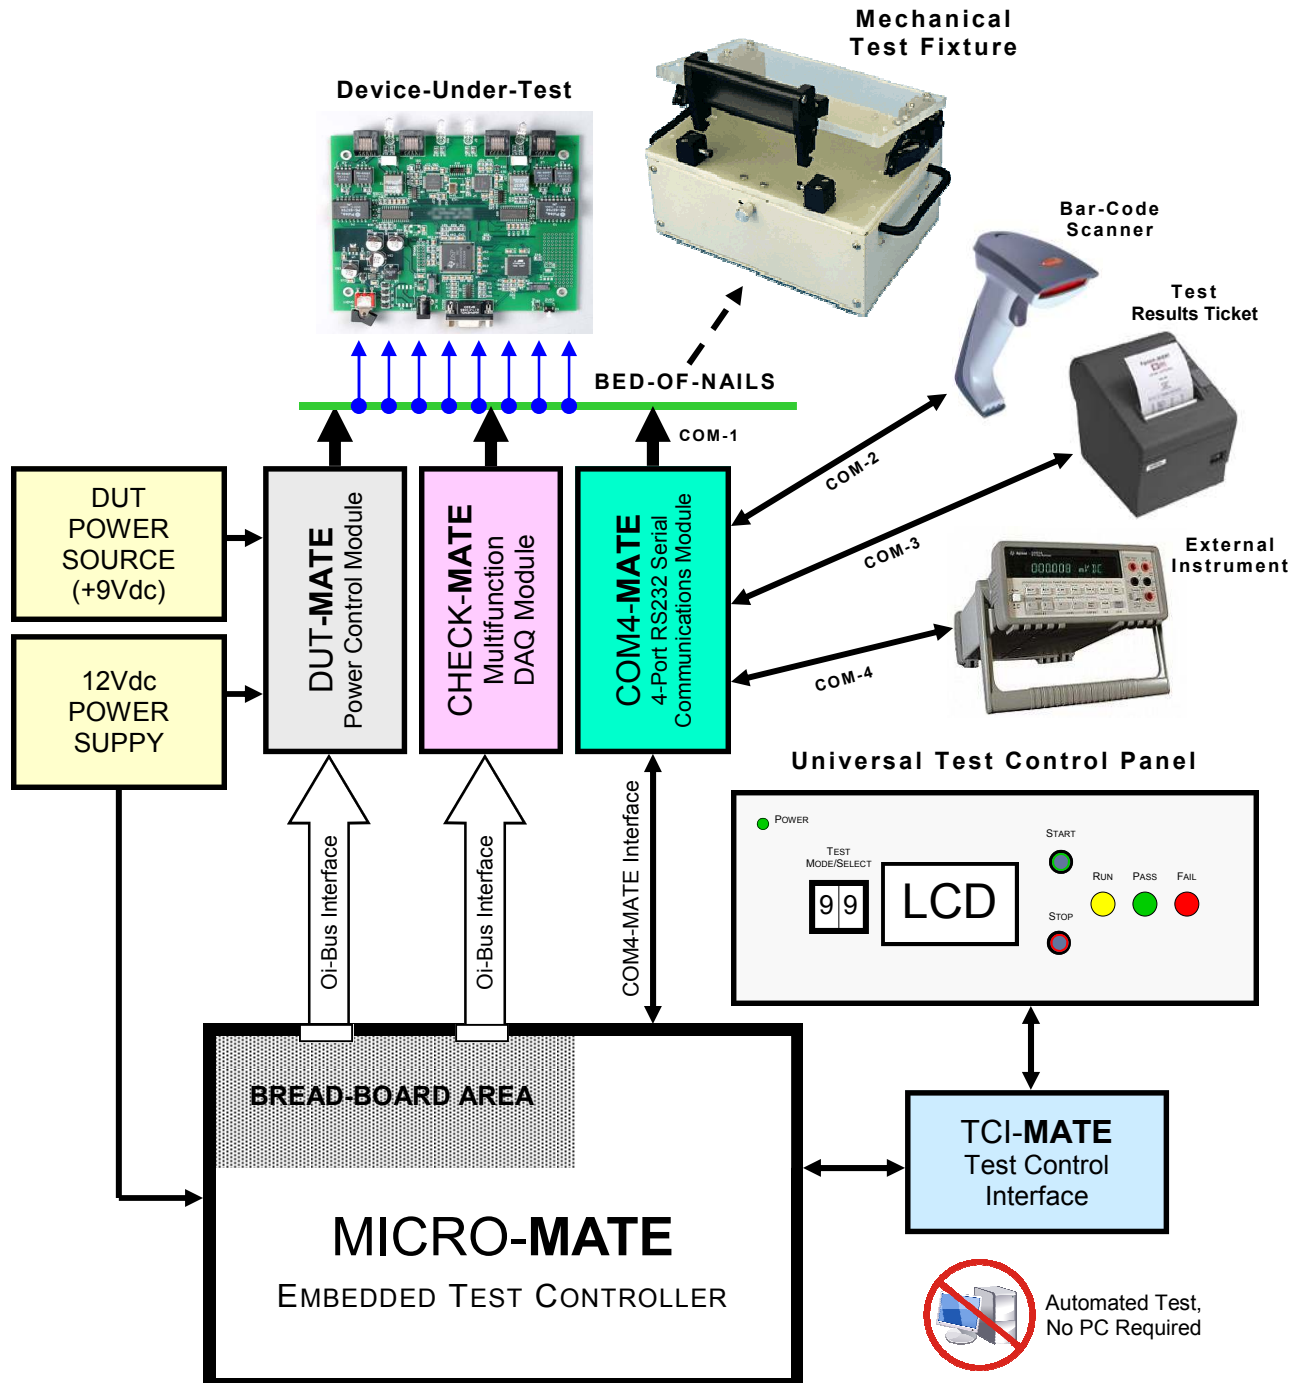 Mechanical
Test Fixture
Device-Under-Test
Bar-Code
Scanner
Test
Results Ticket
BED-OF-NAILS
COM-1
COM-2
COM-3
COM-4
External
Instrument
000.008 mVDC
DUT
POWER
SOURCE
(+9Vdc)
12Vdc
POWER
SUPPLY
DUT-MATE
Power Control Module
CHECK-MATE
Multifunction
DAQ Module
COM4-MATE
4-Port RS232 Serial
Communications Module
Oi-Bus Interface
Oi-Bus Interface
COM4-MATE Interface
Universal Test Control Panel
POWER
TEST
MODE/SELECT
9 9
LCD
START
STOP
RUN PASS FAIL
BREAD-BOARD AREA
MICRO-MATE
EMBEDDED TEST CONTROLLER
TCI-MATE
Test Control
Interface
Automated Test,
No PC Required